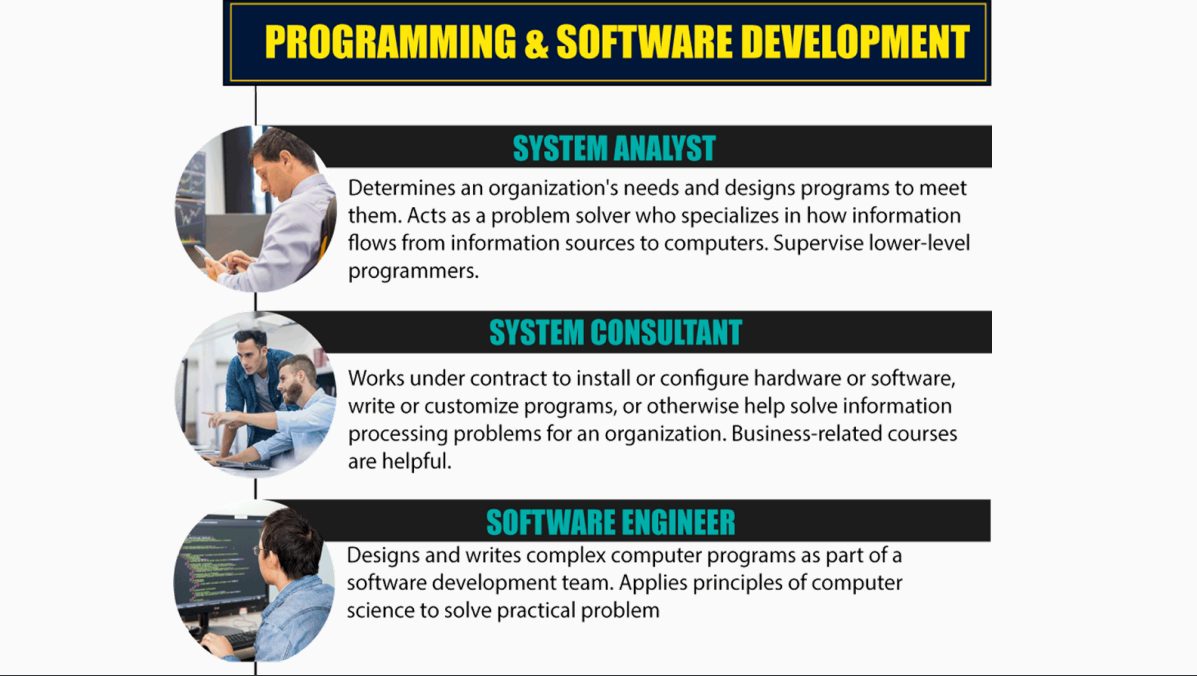 PROGRAMMING & SOFTWARE DEVELOPMENT
SYSTEM ANALYST
Determines an organization's needs and designs programs to meet
them. Acts as a problem solver who specializes in how information
flows from information sources to computers. Supervise lower-level
programmers.
SYSTEM CONSULTANT
Works under contract to install or configure hardware or software,
write or customize programs, or otherwise help solve information
processing problems for an organization. Business-related courses
are helpful.
SOFTWARE ENGINEER
Designs and writes complex computer programs as part of a
software development team. Applies principles of computer
science to solve practical problem